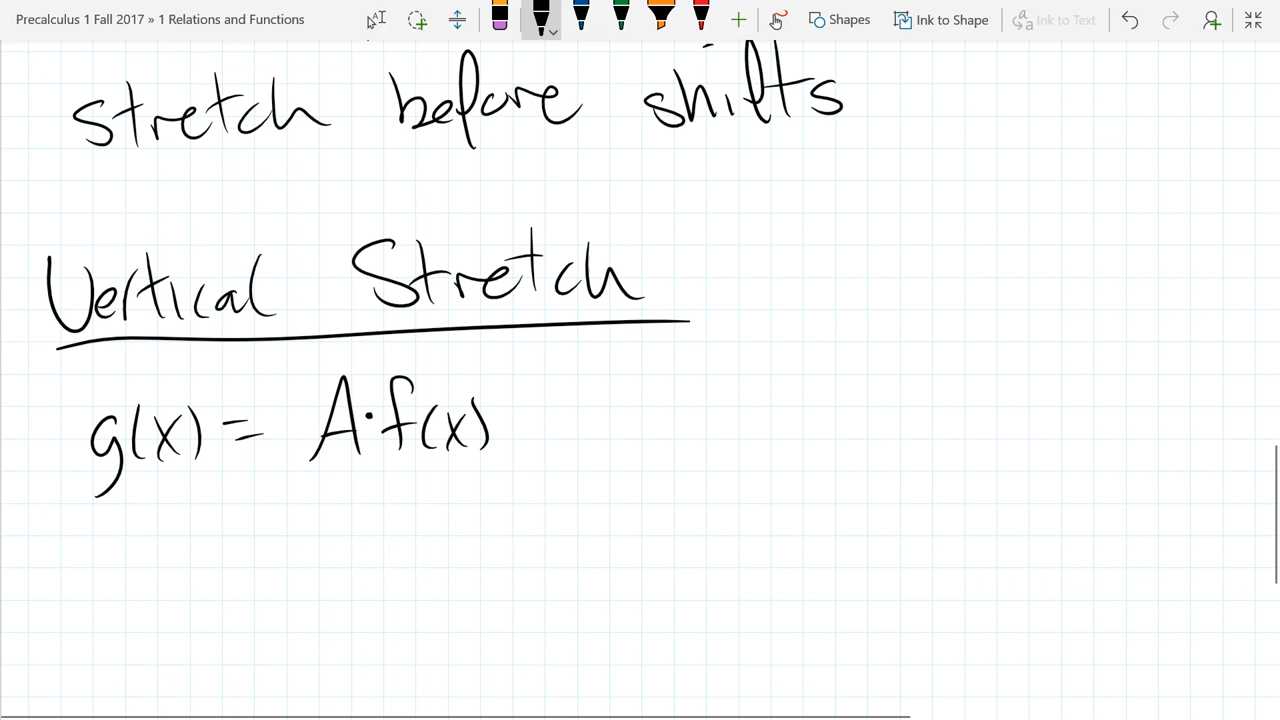 Precalculus 1 Fall 2017 » 1 Relations and Functions
Shapes
Ink to Shape
Ink to Text
stretch before shifts
Vertical Stretch
g(x) = A·f(x)